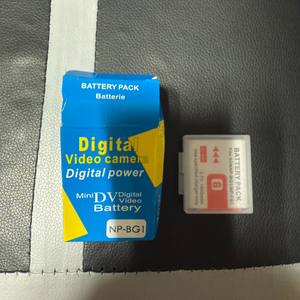 BATTERY PACK
Batterie
Digital
Video camera
Digital power
Mini DV Digital
Video
Battery
NP-BG1
BATTERY PACK
G